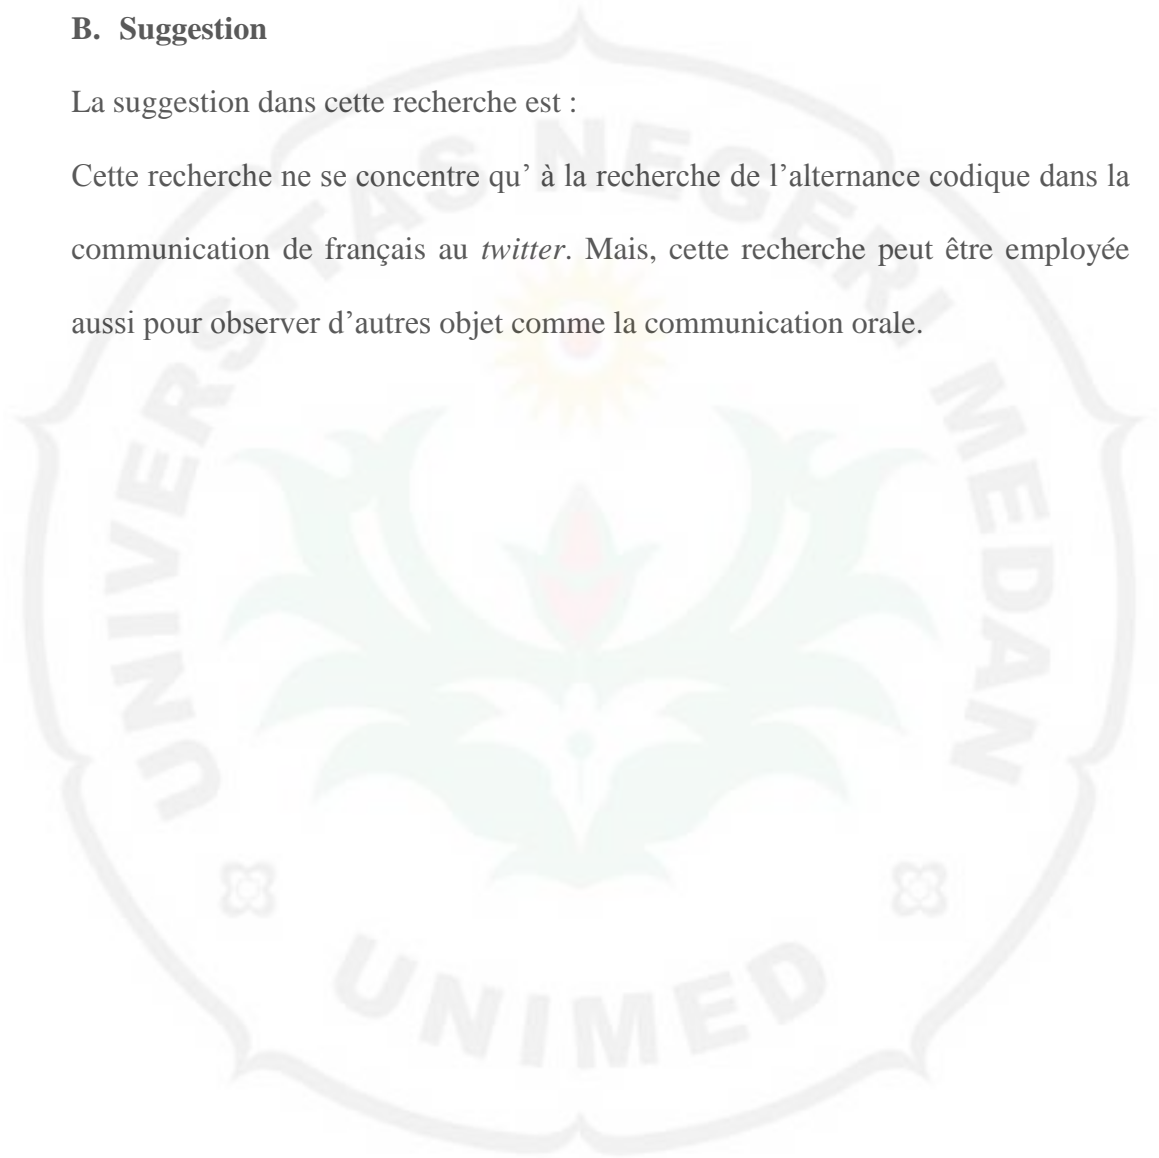 B. Suggestion
La suggestion dans cette recherche est :
Cette recherche ne se concentre qu’ à la recherche de l’alternance codique dans la
communication de français au twitter. Mais, cette recherche peut être employée
aussi pour observer d’autres objet comme la communication orale.
UNIVERSITAS NEGERI MEDAN
UNIMED